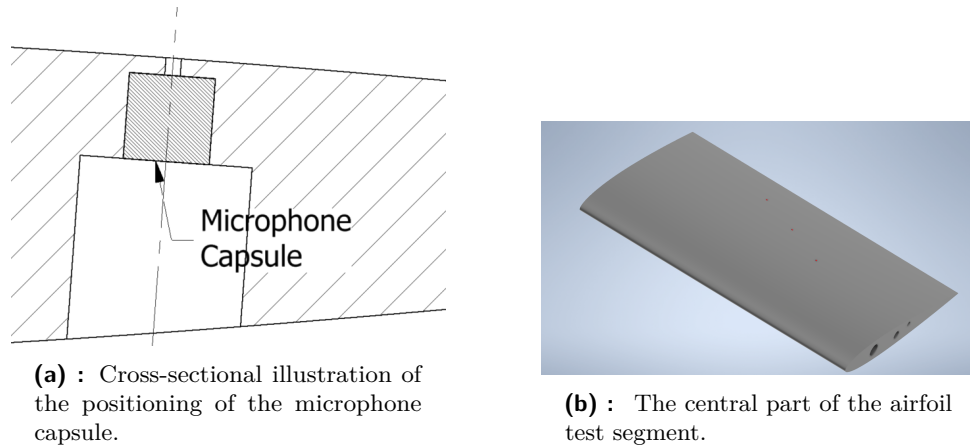 Microphone
Capsule
(a) : Cross-sectional illustration of
the positioning of the microphone
capsule.
(b) : The central part of the airfoil
test segment.